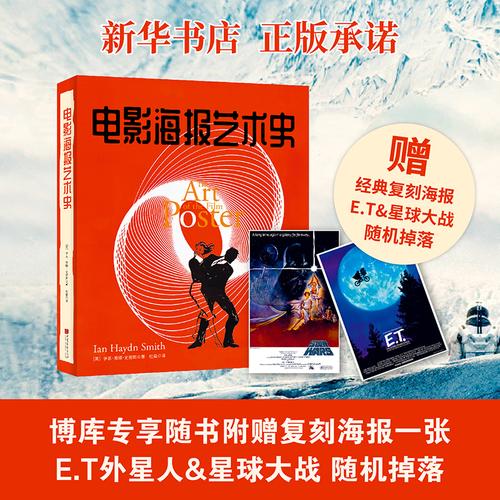 新华书店 正版承诺
电影海报艺术史
电影海报艺术史
The
Art
of the Film
Poster
Ian Haydn Smith
赠
经典复刻海报
E.T&星球大战
随机掉落
STAR
WARS
E.T.
博库专享随书附赠复刻海报一张
E.T外星人&星球大战 随机掉落